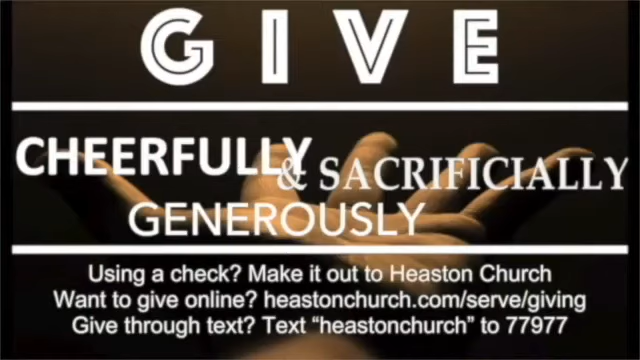 GIVE
CHEERFULLY
& SACRIFICIALLY
GENEROUSLY
Using a check? Make it out to Heaston Church
Want to give online? heastonchurch.com/serve/giving
Give through text? Text “heastonchurch” to 77977